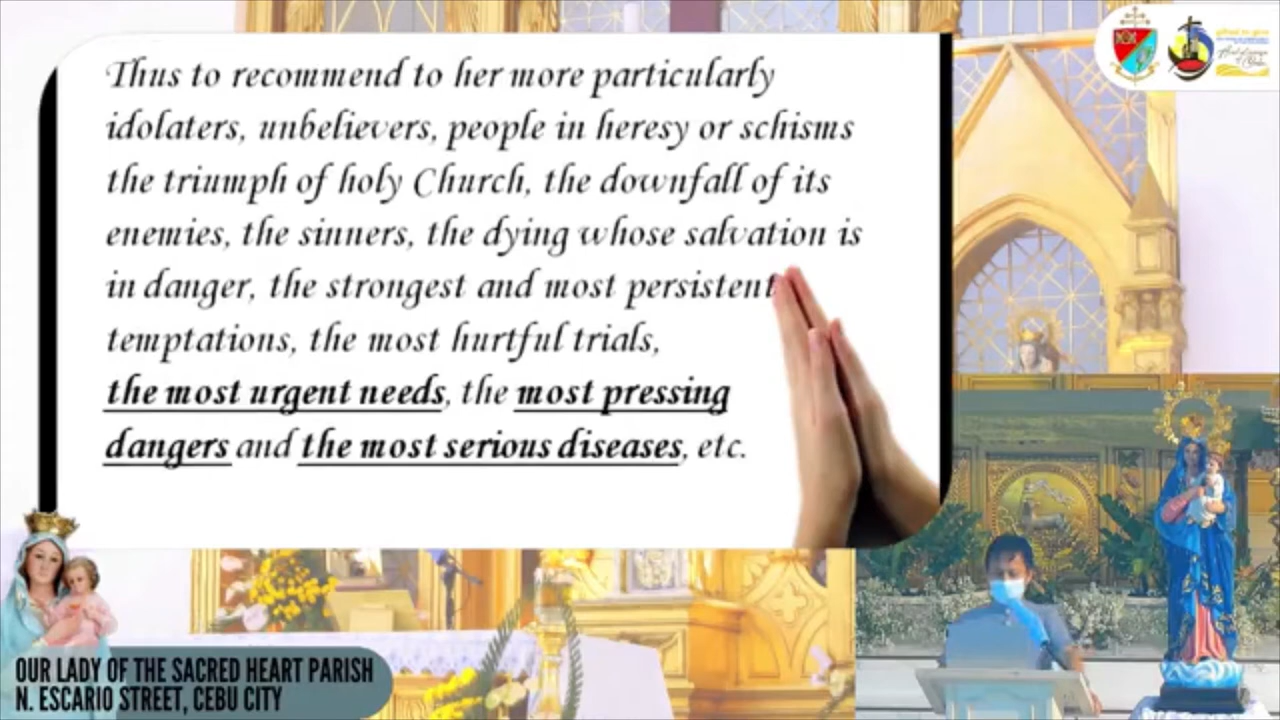 Thus to recommend to her more particularly
idolaters, unbelievers, people in heresy or schisms
the triumph of holy Church, the downfall of its
enemies, the sinners, the dying whose salvation is
in danger, the strongest and most persistent
temptations, the most hurtful trials,
the most urgent needs, the most pressing
dangers and the most serious diseases, etc.
OUR LADY OF THE SACRED HEART PARISH
N. ESCARIO STREET, CEBU CITY